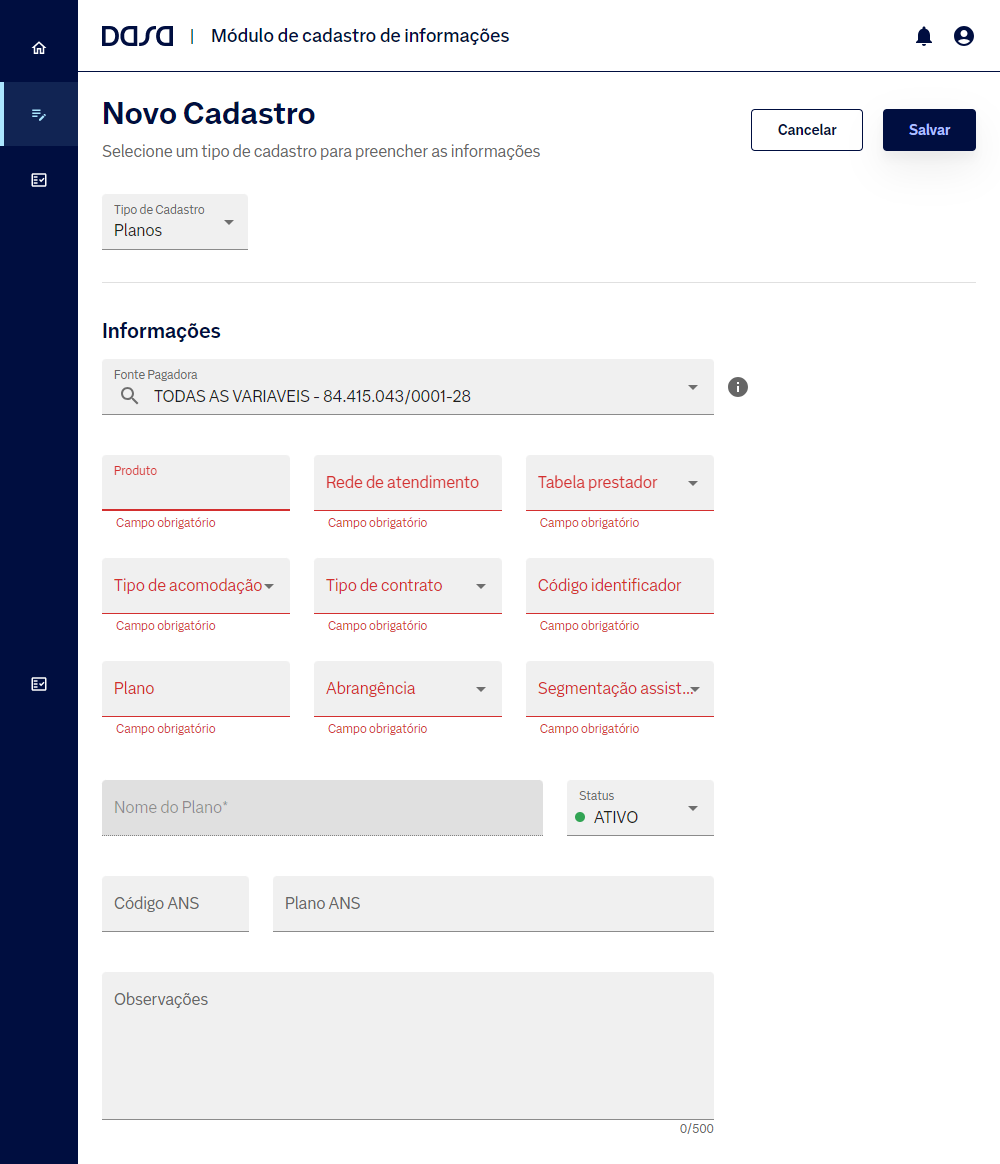 DASA | Módulo de cadastro de informações
Novo Cadastro
Selecione um tipo de cadastro para preencher as informações
Cancelar
Salvar
Tipo de Cadastro
Planos
Informações
Fonte Pagadora
TODAS AS VARIAVEIS - 84.415.043/0001-28
Produto
Campo obrigatório
Rede de atendimento
Campo obrigatório
Tabela prestador
Campo obrigatório
Tipo de acomodação
Campo obrigatório
Tipo de contrato
Campo obrigatório
Código identificador
Campo obrigatório
Plano
Campo obrigatório
Abrangência
Campo obrigatório
Segmentação assist...
Campo obrigatório
Nome do Plano*
Status
ATIVO
Código ANS
Plano ANS
Observações
0/500